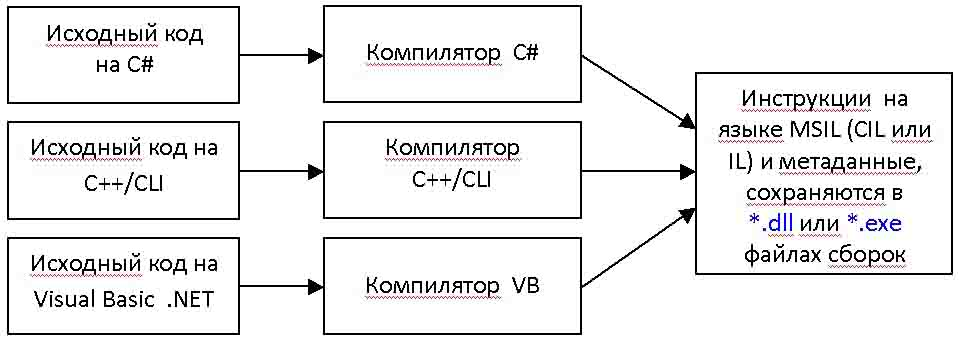 Исходный код
на C#
Компилятор C#
Исходный код на
C++/CLI
Компилятор
C++/CLI
Исходный код на
Visual Basic .NET
Компилятор VB
Инструкции на
языке MSIL (CIL или
IL) и метаданные,
сохраняются в
*.dll или *.exe
файлах сборок